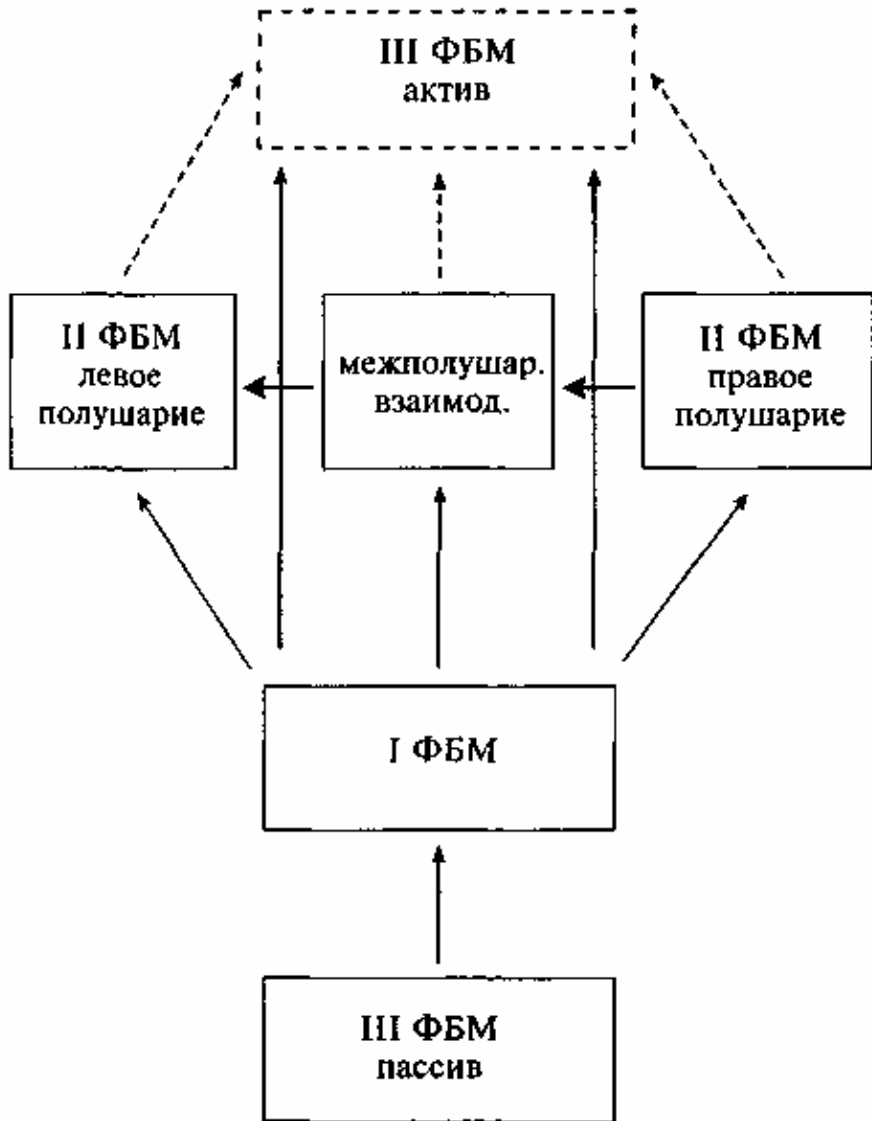 III ФБМ
актив
II ФБМ
левое
полушарие
межполушар.
взаимод.
II ФБМ
правое
полушарие
I ФБМ
III ФБМ
пассив